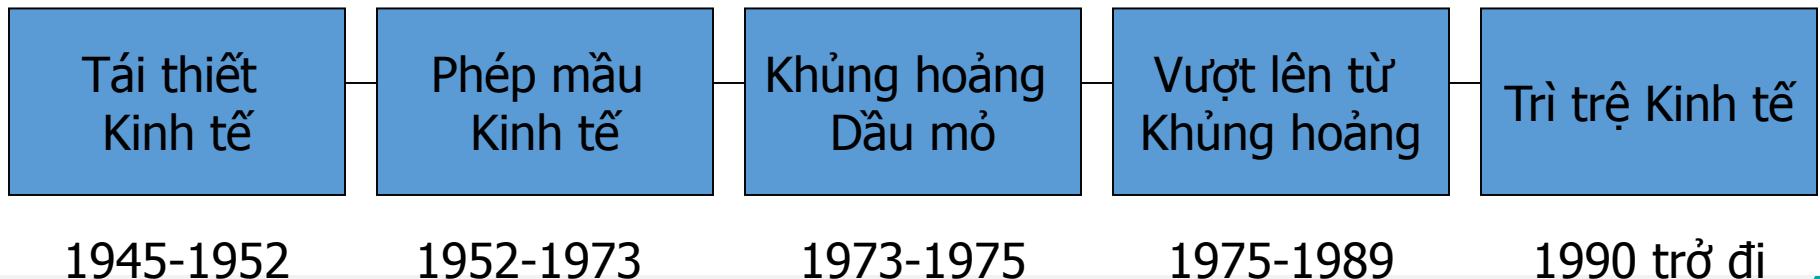 Tái thiết
Kinh tế
Phép mầu
Kinh tế
Khủng hoảng
Dầu mỏ
Vượt lên từ
Khủng hoảng
Trì trệ Kinh tế
1945-1952
1952-1973
1973-1975
1975-1989
1990 trở đi